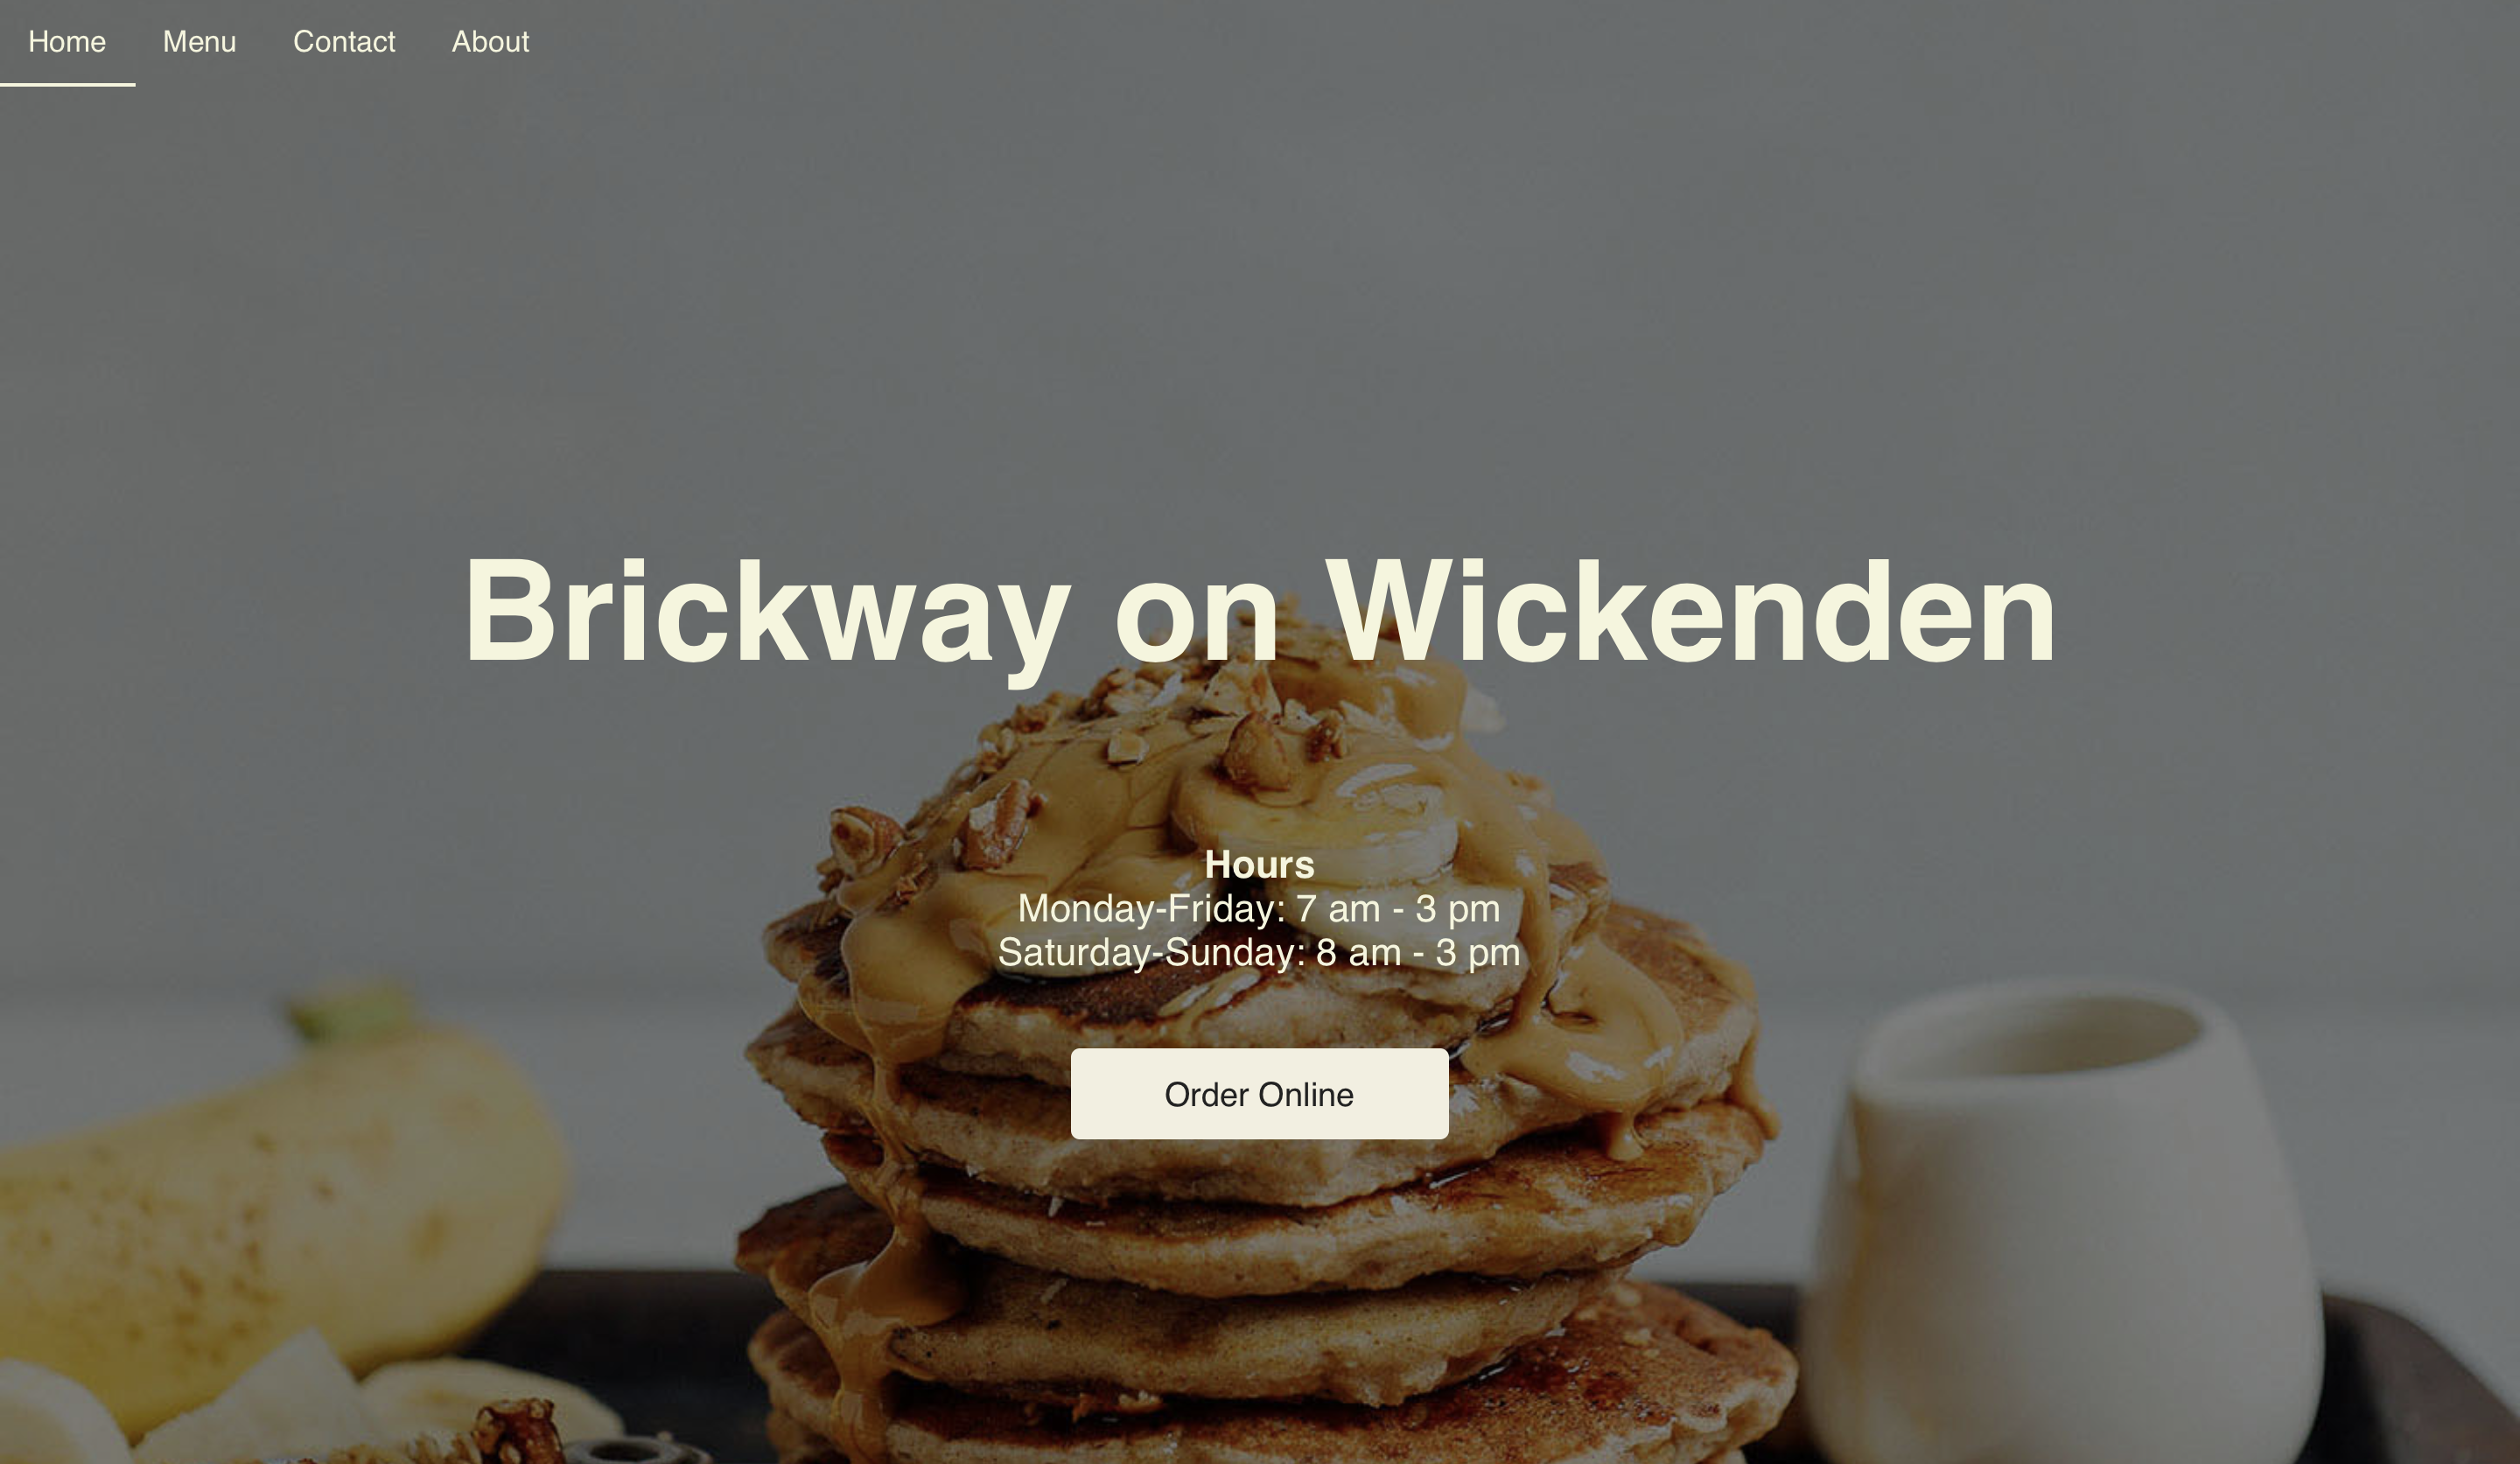 Home Menu Contact About
Brickway on Wickenden
Hours
Monday-Friday: 7 am - 3 pm
Saturday-Sunday: 8 am - 3 pm
Order Online